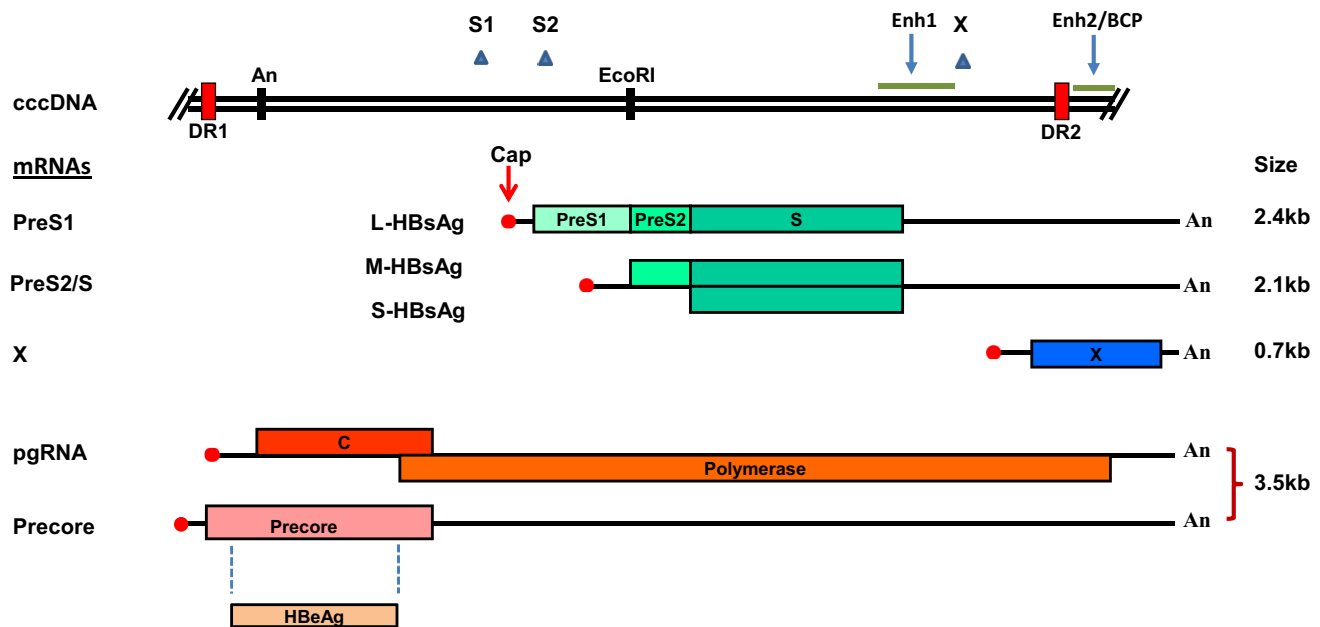 S1 S2 Enh1 X Enh2/BCP
An EcoRI
cccDNA
DR1 DR2
mRNAs Cap Size
PreS1 L-HBsAg PreS1 PreS2 S An 2.4kb
M-HBsAg
PreS2/S An 2.1kb
S-HBsAg
X X An 0.7kb
C
pgRNA An
Polymerase 3.5kb
Precore Precore An
HBeAg